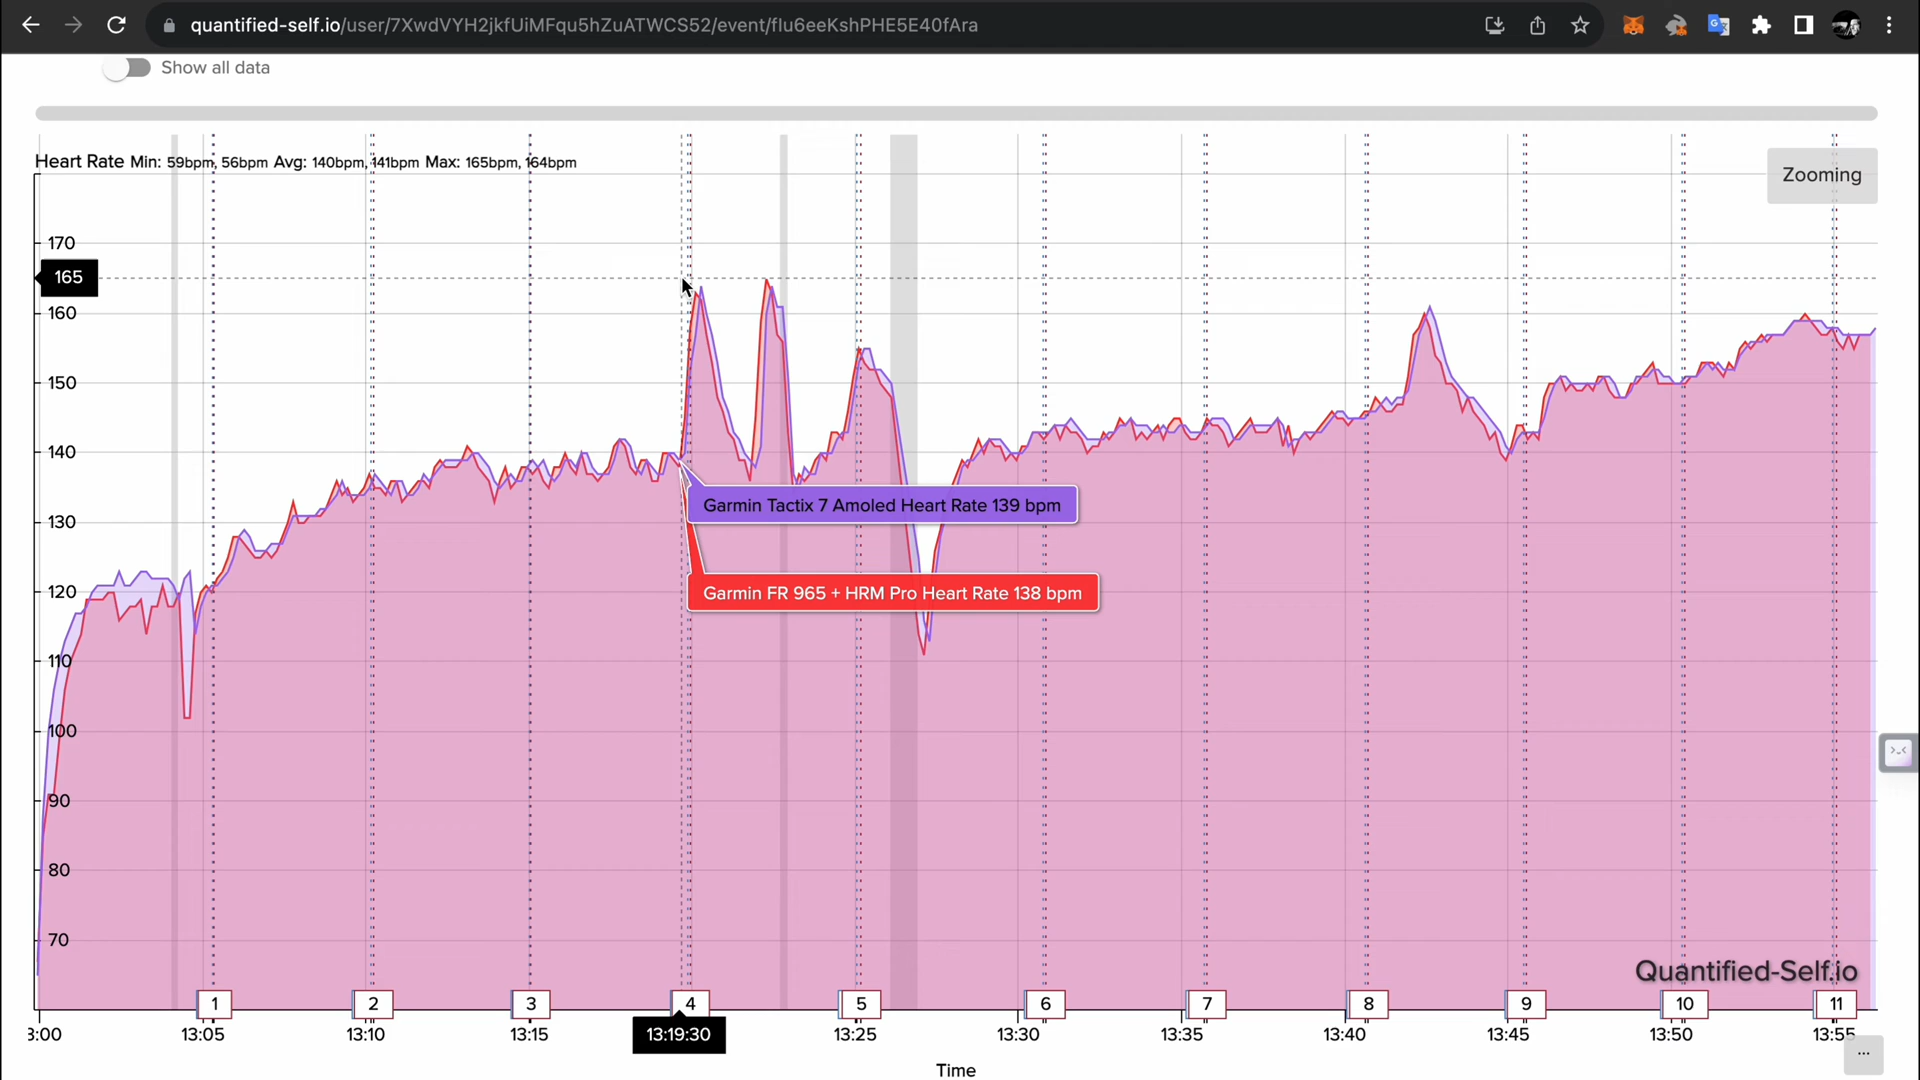 quantified-self.io/user/7XwdVYH2jkfUiMFqu5hZuATWCS52/event/flu6eeKshPHE5E40fAra
Show all data
Heart Rate Min: 59bpm, 56bpm Avg: 140bpm, 141bpm Max: 165bpm, 164bpm
Zooming
170
165
160
150
140
130
120
110
100
90
80
70
Garmin Tactix 7 Amoled Heart Rate 139 bpm
Garmin FR 965 + HRM Pro Heart Rate 138 bpm
Quantified-Self.io
1 2 3 4 5 6 7 8 9 10 11
3:00 13:05 13:10 13:15 13:19:30 13:25 13:30 13:35 13:40 13:45 13:50 13:55
...
Time